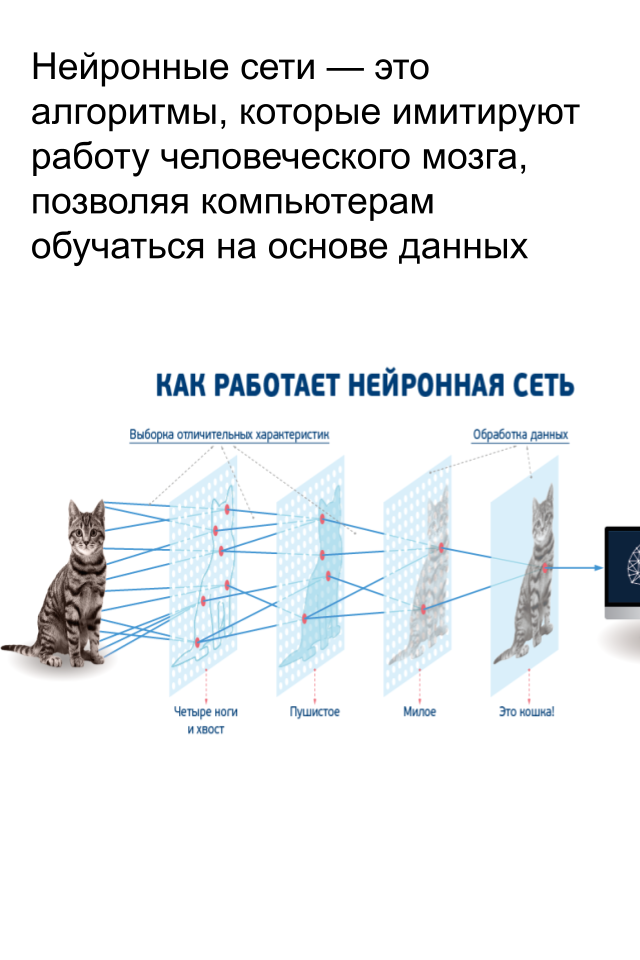 Нейронные сети — это
алгоритмы, которые имитируют
работу человеческого мозга,
позволяя компьютерам
обучаться на основе данных
КАК РАБОТАЕТ НЕЙРОННАЯ СЕТЬ
Выборка отличительных характеристик
Обработка данных
Четыре ноги
и хвост
Пушистое
Милое
Это кошка!